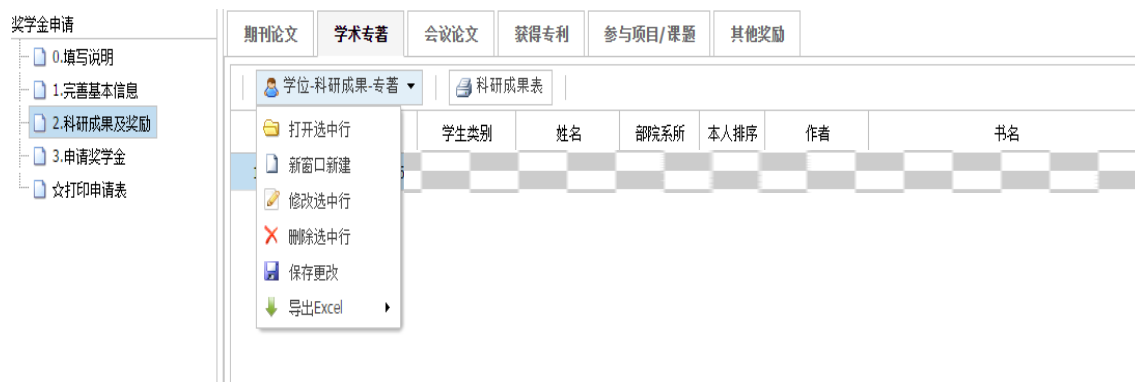 奖学金申请
0.填写说明
1.完善基本信息
2.科研成果及奖励
3.申请奖学金
☆打印申请表
期刊论文 学术专著 会议论文 获得专利 参与项目/课题 其他奖励
学位-科研成果-专著 科研成果表
学生类别 姓名 部院系所 本人排序 作者 书名
打开选中行
新窗口新建
修改选中行
删除选中行
保存更改
导出Excel